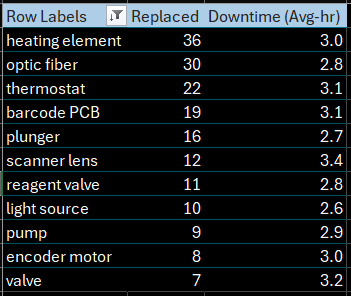 Row Labels Replaced Downtime (Avg-hr)
heating element 36 3.0
optic fiber 30 2.8
thermostat 22 3.1
barcode PCB 19 3.1
plunger 16 2.7
scanner lens 12 3.4
reagent valve 11 2.8
light source 10 2.6
pump 9 2.9
encoder motor 8 3.0
valve 7 3.2